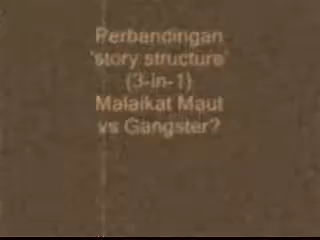 Perbandingan
'story structure'
(3-in-1)
Malaikat Maut
vs Gangster?